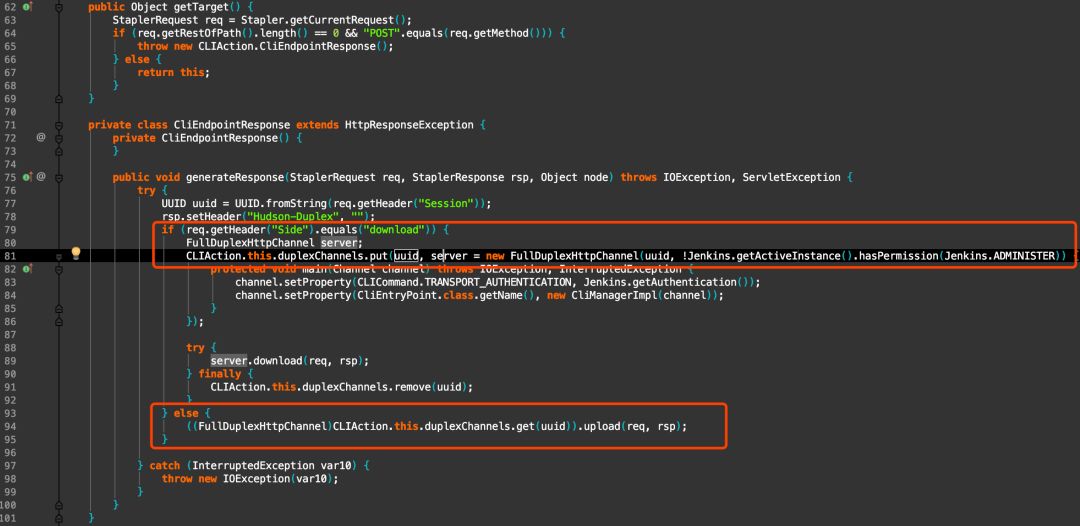 62 public Object getTarget() {
63 StaplerRequest req = Stapler.getCurrentRequest();
64 if (req.getRestOfPath().length() == 0 && "POST".equals(req.getMethod())) {
65 throw new CLIAction.CliEndpointResponse();
66 } else {
67 return this;
68 }
69 }
70
71 private class CliEndpointResponse extends HttpResponseException {
72 @ private CliEndpointResponse() {
73 }
74
75 @ public void generateResponse(StaplerRequest req, StaplerResponse rsp, Object node) throws IOException, ServletException {
76 try {
77 UUID uuid = UUID.fromString(req.getHeader("Session"));
78 rsp.setHeader("Hudson-Duplex", "");
79 if (req.getHeader("Side").equals("download")) {
80 FullDuplexHttpChannel server;
81 CLIAction.this.duplexChannels.put(uuid, server = new FullDuplexHttpChannel(uuid, !Jenkins.getActiveInstance().hasPermission(Jenkins.ADMINISTER)) {
82 protected void main(Channel channel) throws IOException, InterruptedException {
83 channel.setProperty(CLICommand.TRANSPORT_AUTHENTICATION, Jenkins.getAuthentication());
84 channel.setProperty(CliEntryPoint.class.getName(), new CliManagerImpl(channel));
85 }
86 });
87
88 try {
89 server.download(req, rsp);
90 } finally {
91 CLIAction.this.duplexChannels.remove(uuid);
92 }
93 } else {
94 ((FullDuplexHttpChannel)CLIAction.this.duplexChannels.get(uuid)).upload(req, rsp);
95 }
96
97 } catch (InterruptedException var10) {
98 throw new IOException(var10);
99 }
100 }
101 }